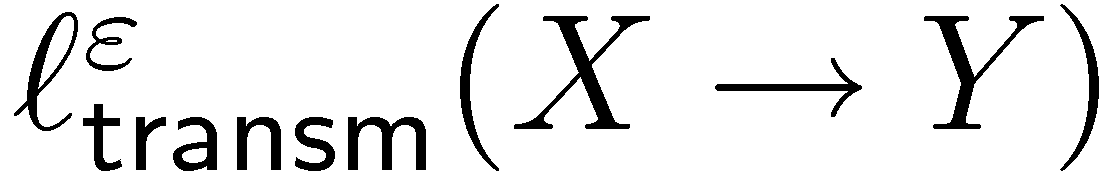 ℓ^ε_transm(X ⟶ Y)